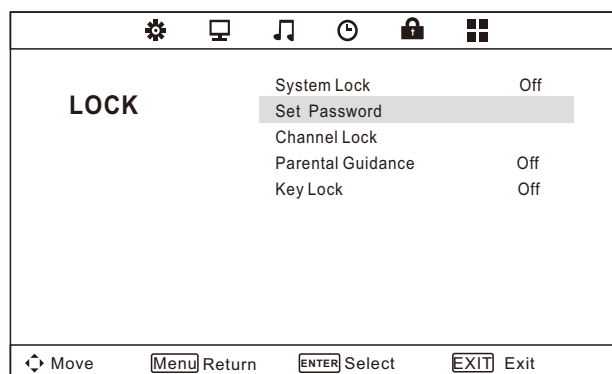 LOCK
System Lock Off
Set Password
Channel Lock
Parental Guidance Off
Key Lock Off
Move Menu Return ENTER Select EXIT Exit